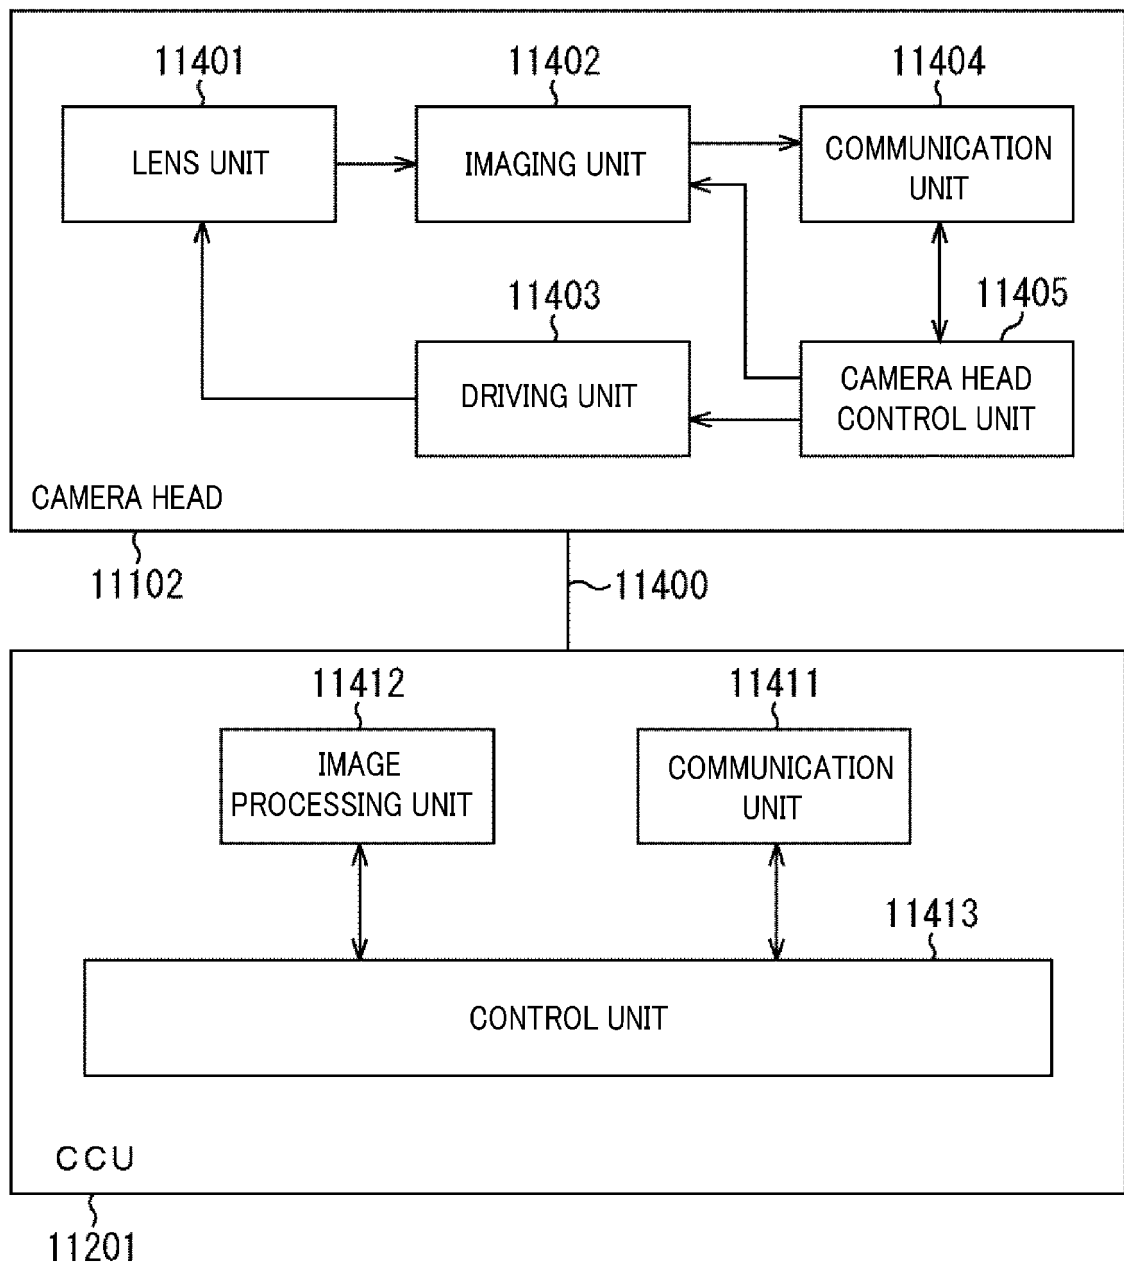 11401
11402
11404
LENS UNIT
IMAGING UNIT
COMMUNICATION
UNIT
11403
11405
DRIVING UNIT
CAMERA HEAD
CONTROL UNIT
CAMERA HEAD
11102
11400
11412
11411
IMAGE
PROCESSING UNIT
COMMUNICATION
UNIT
11413
CONTROL UNIT
CCU
11201